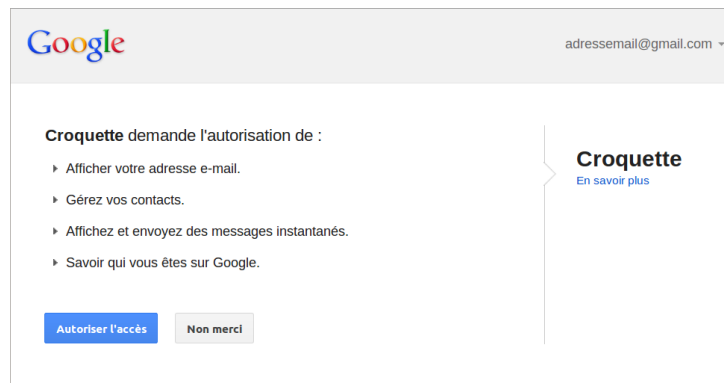 Google
adressemail@gmail.com
Croquette demande l'autorisation de :
Afficher votre adresse e-mail.
Gérez vos contacts.
Affichez et envoyez des messages instantanés.
Savoir qui vous êtes sur Google.
Autoriser l'accès
Non merci
Croquette
En savoir plus